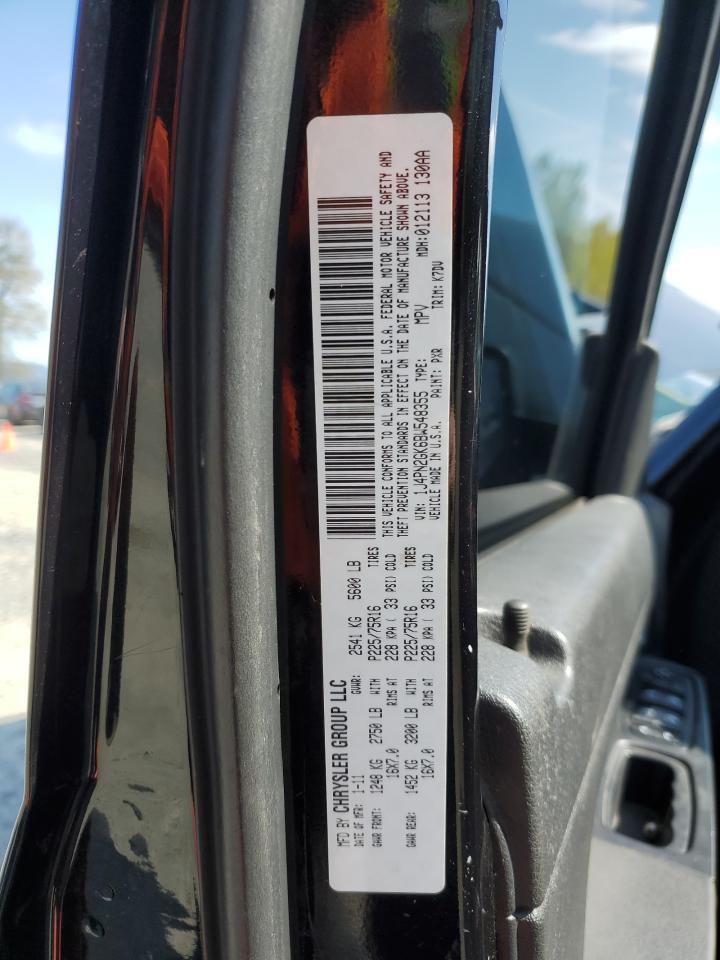 MFD BY CHRYSLER GROUP LLC
DATE OF MFR: 1-11 GVWR: 2541 KG 5600 LB
GAWR FRONT: 1248 KG 2750 LB WITH P225/75R16 TIRES
16X7.0 RIMS AT 228 KPA ( 33 PSI) COLD
GAWR REAR: 1452 KG 3200 LB WITH P225/75R16 TIRES
16X7.0 RIMS AT 228 KPA ( 33 PSI) COLD
THIS VEHICLE CONFORMS TO ALL APPLICABLE U.S.A. FEDERAL MOTOR VEHICLE SAFETY AND
THEFT PREVENTION STANDARDS IN EFFECT ON THE DATE OF MANUFACTURE SHOWN ABOVE.
VIN: 1J4PN2GK6BW548355 TYPE: MPV MDH:012113 130AA
VEHICLE MADE IN U.S.A. PAINT: PXR TRIM: K7DV